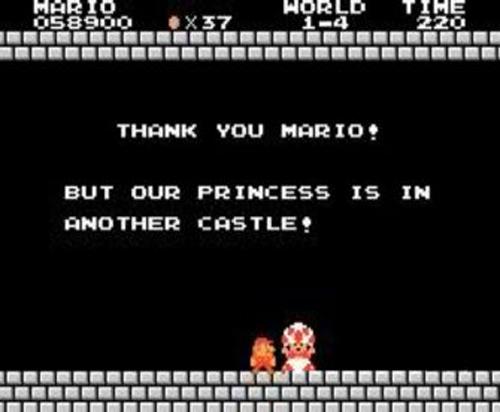 MARIO WORLD TIME
058900 ×37 1-4 220
THANK YOU MARIO!
BUT OUR PRINCESS IS IN
ANOTHER CASTLE!